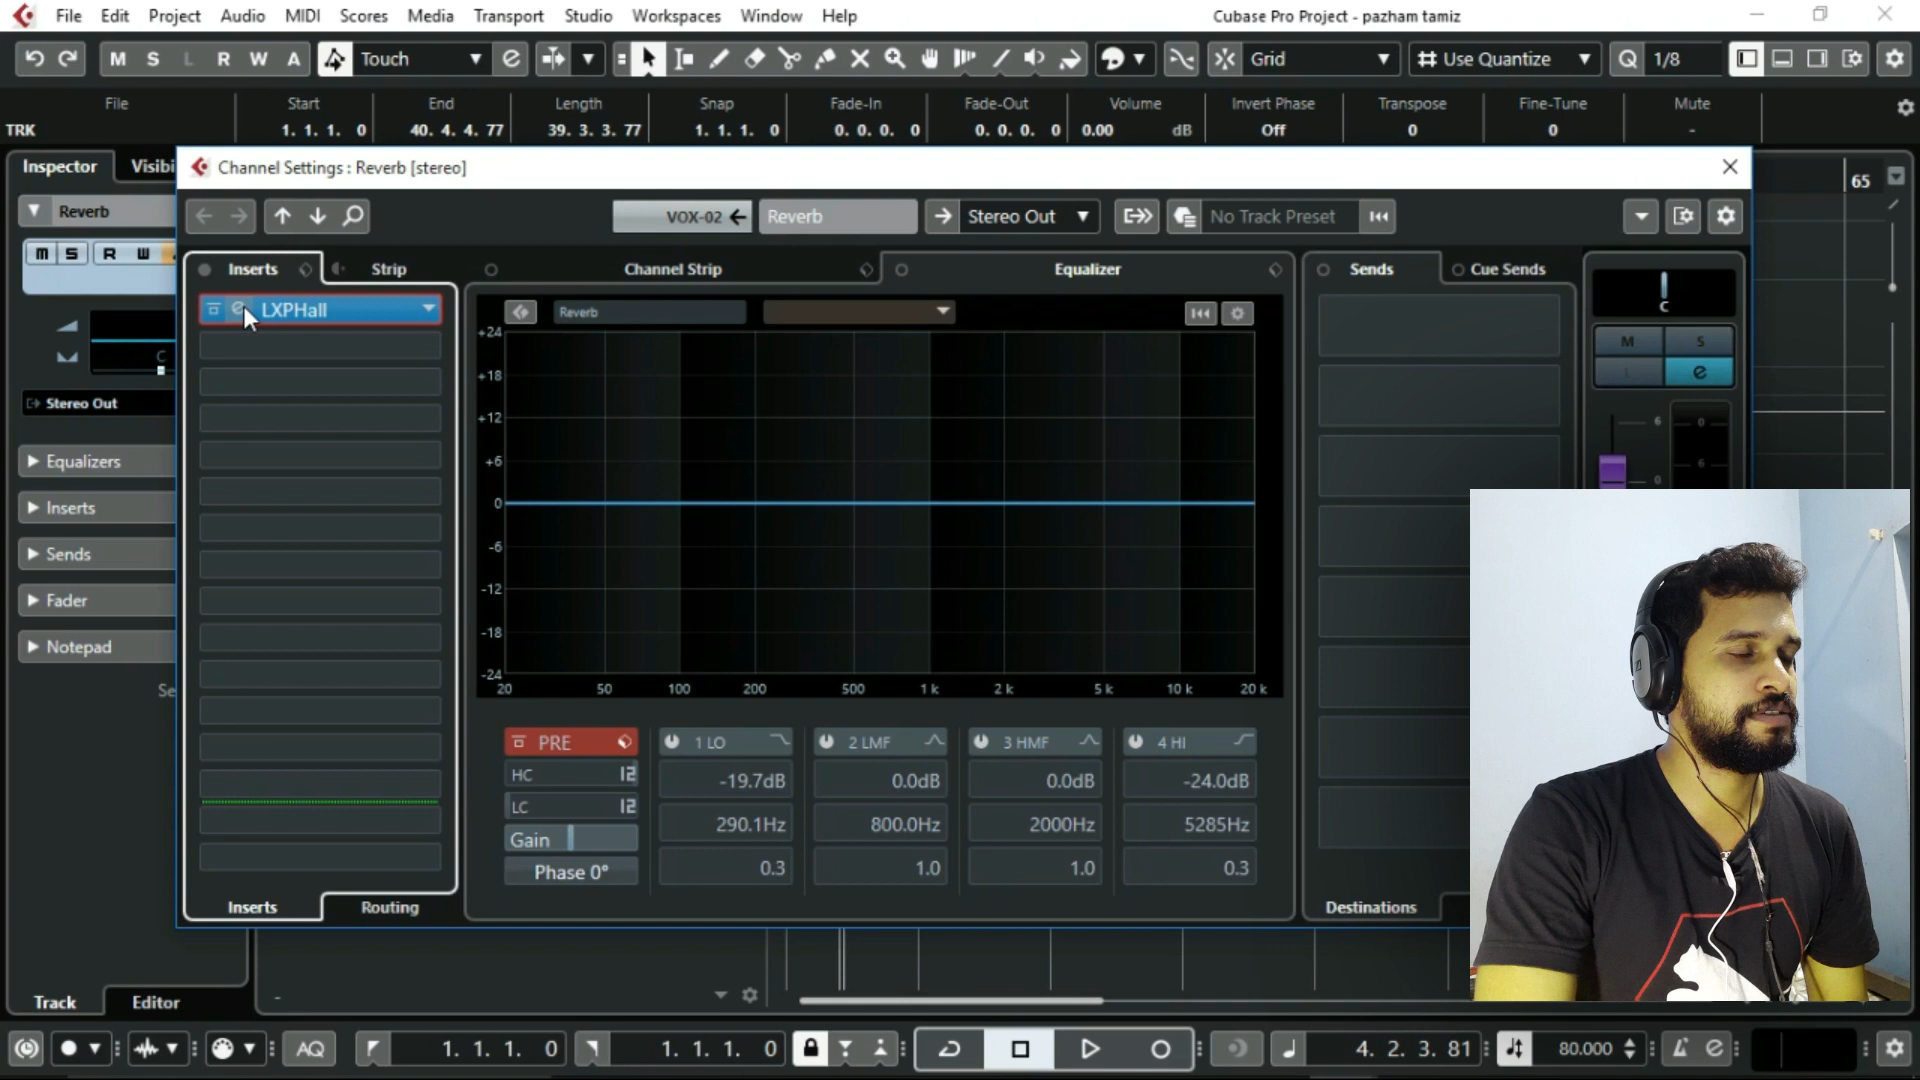 File Edit Project Audio MIDI Scores Media Transport Studio Workspaces Window Help Cubase Pro Project - pazham tamiz
M S L R W A Touch Grid Use Quantize Q 1/8
File Start End Length Snap Fade-In Fade-Out Volume Invert Phase Transpose Fine-Tune Mute
TRK 1. 1. 1. 0 40. 4. 4. 77 39. 3. 3. 77 1. 1. 1. 0 0. 0. 0. 0 0. 0. 0. 0 0.00 dB Off 0 0 -
Inspector Visibi
Channel Settings : Reverb [stereo]
65
Reverb
VOX-02 Reverb Stereo Out No Track Preset
M S R W
Inserts Strip Channel Strip Equalizer Sends Cue Sends
LXPHall
Reverb
C
M S
L e
+24
+18
+12
+6
0
-6
-12
-18
-24
20 50 100 200 500 1 k 2 k 5 k 10 k 20 k
6 0
6
0
C
Stereo Out
Equalizers
Inserts
Sends
Fader
Notepad
Se
PRE 1 LO 2 LMF 3 HMF 4 HI
HC 12 -19.7dB 0.0dB 0.0dB -24.0dB
LC 12
Gain 290.1Hz 800.0Hz 2000Hz 5285Hz
Phase 0° 0.3 1.0 1.0 0.3
Inserts Routing Destinations
Track Editor -
AQ 1. 1. 1. 0 1. 1. 1. 0 4. 2. 3. 81 80.000